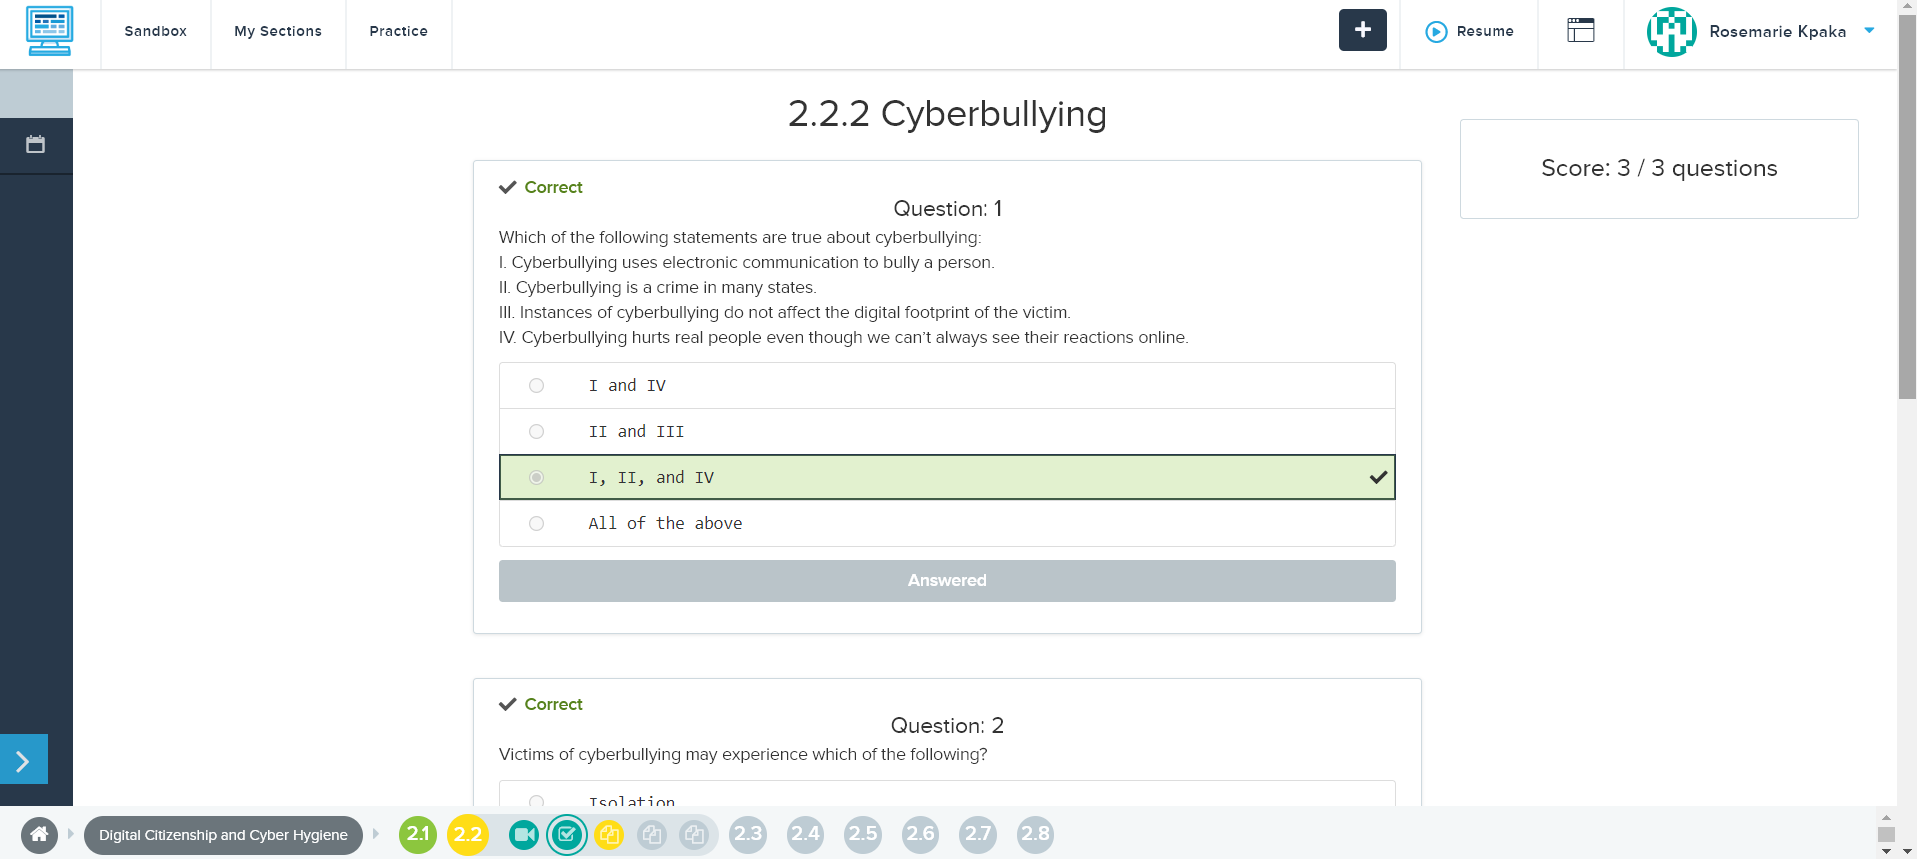 Sandbox
My Sections
Practice
Resume
Rosemarie Kpaka
2.2.2 Cyberbullying
Score: 3 / 3 questions
Correct
Question: 1
Which of the following statements are true about cyberbullying:
I. Cyberbullying uses electronic communication to bully a person.
II. Cyberbullying is a crime in many states.
III. Instances of cyberbullying do not affect the digital footprint of the victim.
IV. Cyberbullying hurts real people even though we can't always see their reactions online.
I and IV
II and III
I, II, and IV
All of the above
Answered
Correct
Question: 2
Victims of cyberbullying may experience which of the following?
Isolation
Digital Citizenship and Cyber Hygiene
2.1
2.2
2.3
2.4
2.5
2.6
2.7
2.8